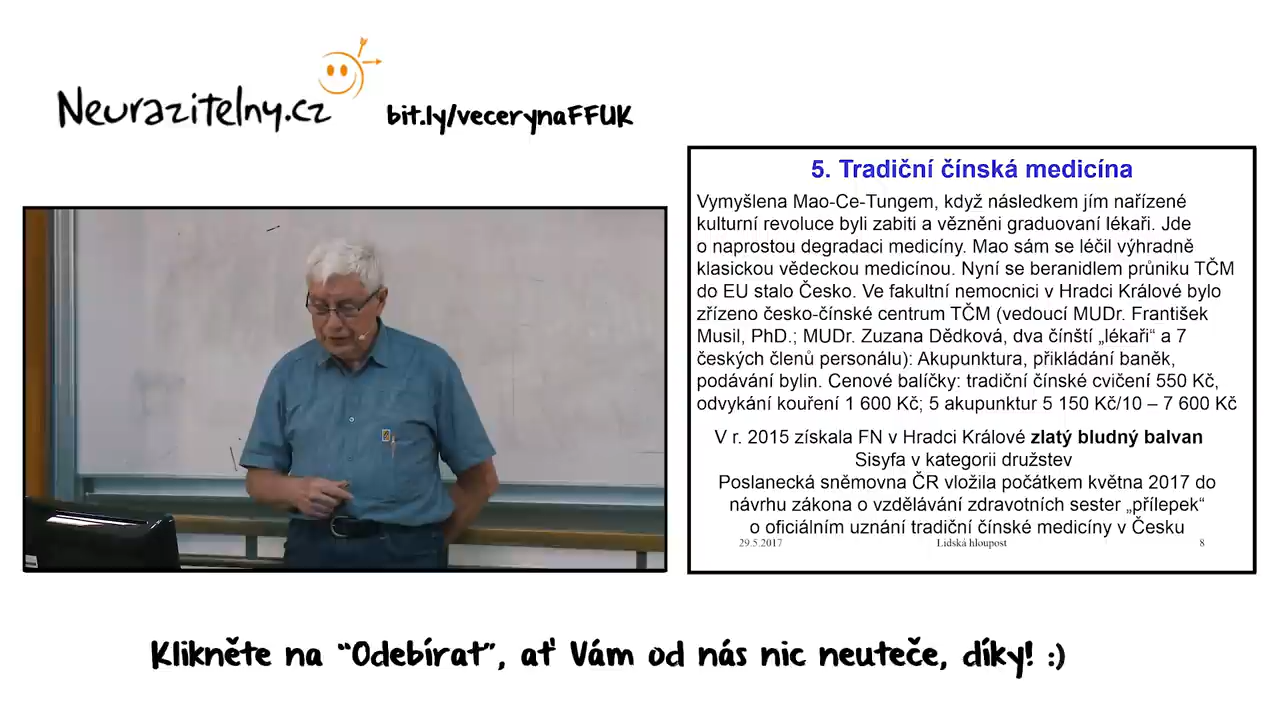 Neurazitelny.cz
bit.ly/vecerynaFFUK
5. Tradiční čínská medicína
Vymyšlena Mao-Ce-Tungem, když následkem jím nařízené
kulturní revoluce byli zabiti a vězněni graduovaní lékaři. Jde
o naprostou degradaci medicíny. Mao sám se léčil výhradně
klasickou vědeckou medicínou. Nyní se beranidlem průniku TČM
do EU stalo Česko. Ve fakultní nemocnici v Hradci Králové bylo
zřízeno česko-čínské centrum TČM (vedoucí MUDr. František
Musil, PhD.; MUDr. Zuzana Dědková, dva čínští „lékaři“ a 7
českých členů personálu): Akupunktura, přikládání baněk,
podávání bylin. Cenové balíčky: tradiční čínské cvičení 550 Kč,
odvykání kouření 1 600 Kč; 5 akupunktur 5 150 Kč/10 – 7 600 Kč
V r. 2015 získala FN v Hradci Králové zlatý bludný balvan
Sisyfa v kategorii družstev
Poslanecká sněmovna ČR vložila počátkem května 2017 do
návrhu zákona o vzdělávání zdravotních sester „přílepek“
o oficiálním uznání tradiční čínské medicíny v Česku
29.5.2017 Lidská hloupost 8
Klikněte na “Odebírat”, ať Vám od nás nic neuteče, díky! :)